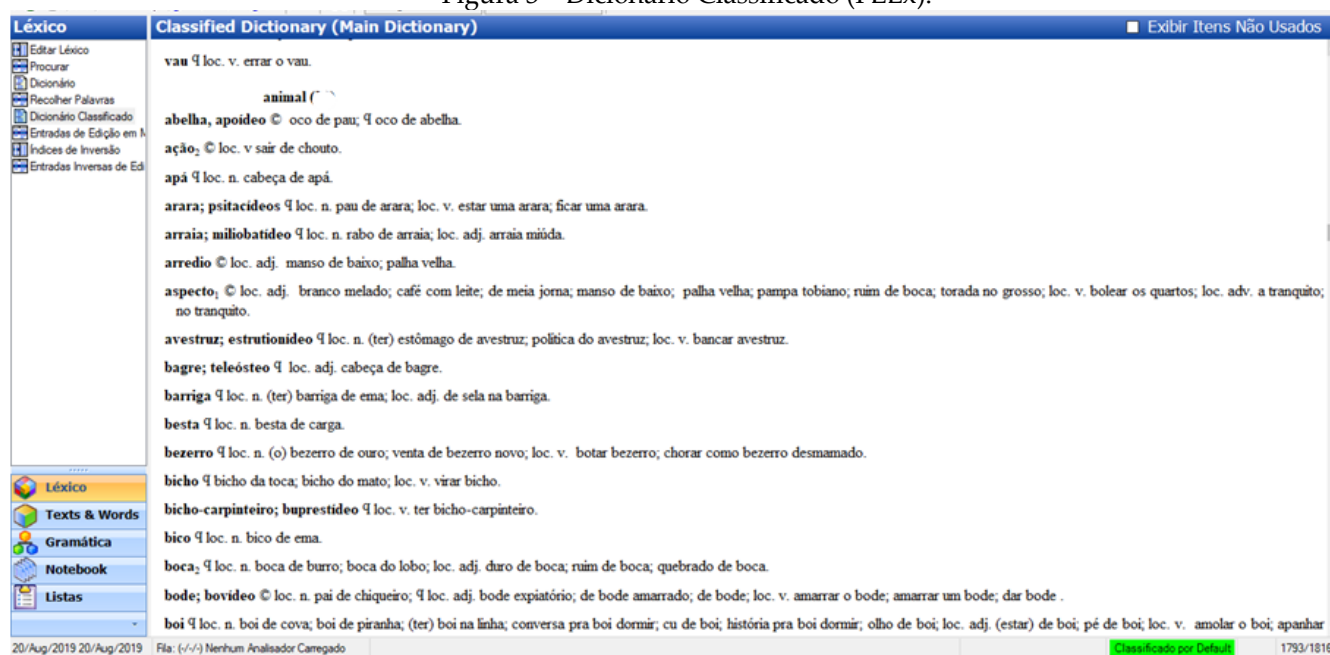 Figura 5 – Dicionário Classificado (FLEx).
Léxico
Classified Dictionary (Main Dictionary)
Exibir Itens Não Usados
Editar Léxico
Procurar
Dicionário
Recolher Palavras
Dicionário Classificado
Entradas de Edição em
Índices de Inversão
Entradas Inversas de Edi
vau ƪ loc. v. errar o vau.
animal (
abelha, apoídeo © oco de pau; ƪ oco de abelha.
ação₂ © loc. v sair de chouto.
apá ƪ loc. n. cabeça de apá.
arara; psitacídeos ƪ loc. n. pau de arara; loc. v. estar uma arara; ficar uma arara.
arraia; miliobatídeo ƪ loc. n. rabo de arraia; loc. adj. arraia miúda.
arredio © loc. adj. manso de baixo; palha velha.
aspecto₁ © loc. adj. branco melado; café com leite; de meia jorna; manso de baixo; palha velha; pampa tobiano; ruim de boca; torada no grosso; loc. v. bolear os quartos; loc. adv. a tranquito;
no tranquito.
avestruz; estrutionídeo ƪ loc. n. (ter) estômago de avestruz; política do avestruz; loc. v. bancar avestruz.
bagre; teleósteo ƪ loc. adj. cabeça de bagre.
barriga ƪ loc. n. (ter) barriga de ema; loc. adj. de sela na barriga.
besta ƪ loc. n. besta de carga.
bezerro ƪ loc. n. (o) bezerro de ouro; venta de bezerro novo; loc. v. botar bezerro; chorar como bezerro desmamado.
bicho ƪ bicho da toca; bicho do mato; loc. v. virar bicho.
bicho-carpinteiro; buprestídeo ƪ loc. v. ter bicho-carpinteiro.
bico ƪ loc. n. bico de ema.
boca₂ ƪ loc. n. boca de burro; boca do lobo; loc. adj. duro de boca; ruim de boca; quebrado de boca.
bode; bovídeo © loc. n. pai de chiqueiro; ƪ loc. adj. bode expiatório; de bode amarrado; de bode; loc. v. amarrar o bode; amarrar um bode; dar bode .
boi ƪ loc. n. boi de cova; boi de piranha; (ter) boi na linha; conversa pra boi dormir; cu de boi; história pra boi dormir; olho de boi; loc. adj. (estar) de boi; pé de boi; loc. v. amolar o boi; apanhar
Léxico
Texts & Words
Gramática
Notebook
Listas
20/Aug/2019 20/Aug/2019
Fila: (-/-/-) Nenhum Analisador Carregado
Classificado por Default
1793/1816